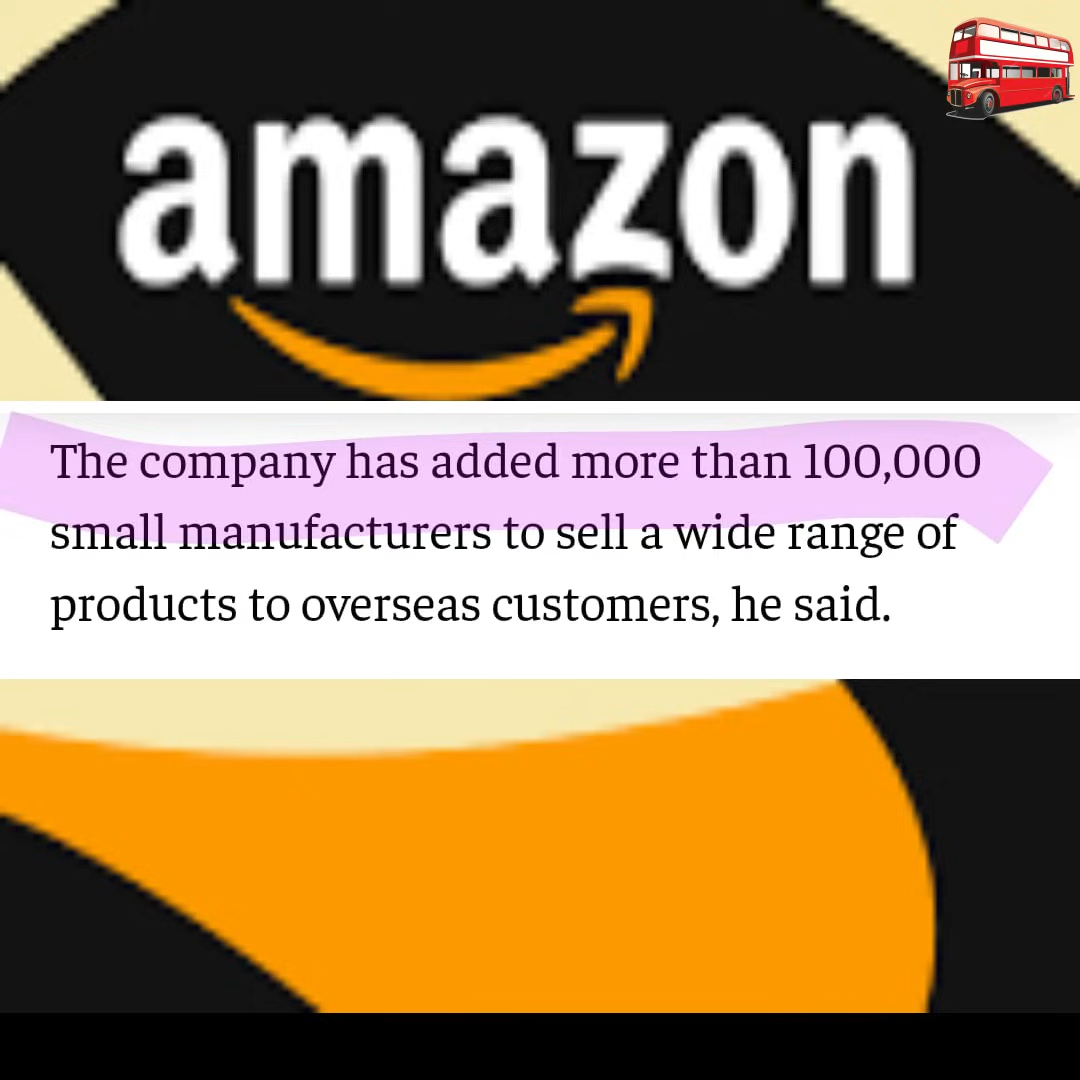 amazon
The company has added more than 100,000
small manufacturers to sell a wide range of
products to overseas customers, he said.